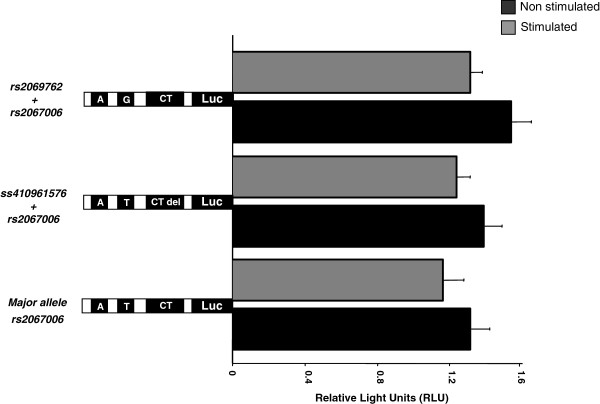 Non stimulated
Stimulated
rs2069762
+
rs2067006
A G CT Luc
ss410961576
+
rs2067006
A T CT del Luc
Major allele
rs2067006
A T CT Luc
0 0.4 0.8 1.2 1.6
Relative Light Units (RLU)